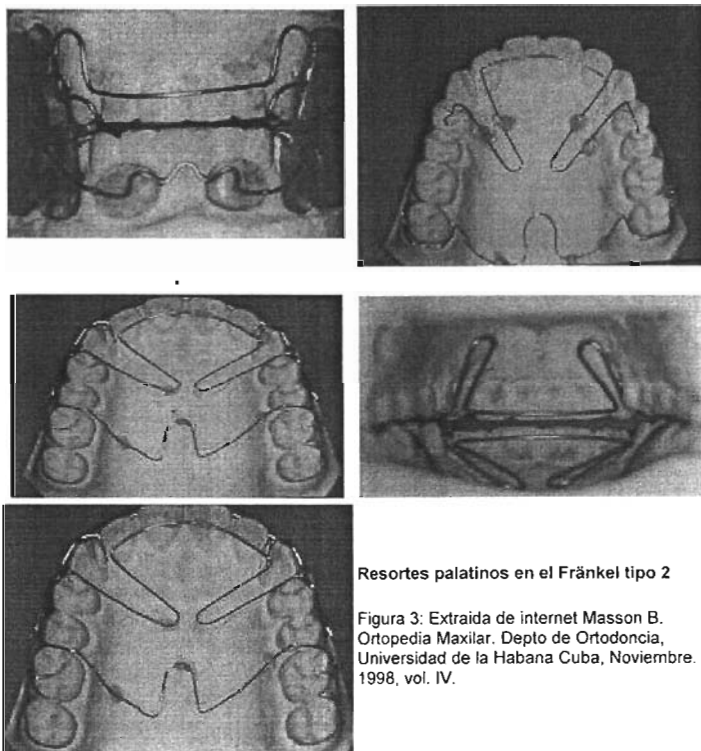 Resortes palatinos en el Fränkel tipo 2
Figura 3: Extraida de internet Masson B.
Ortopedia Maxilar. Depto de Ortodoncia,
Universidad de la Habana Cuba, Noviembre.
1998, vol. IV.